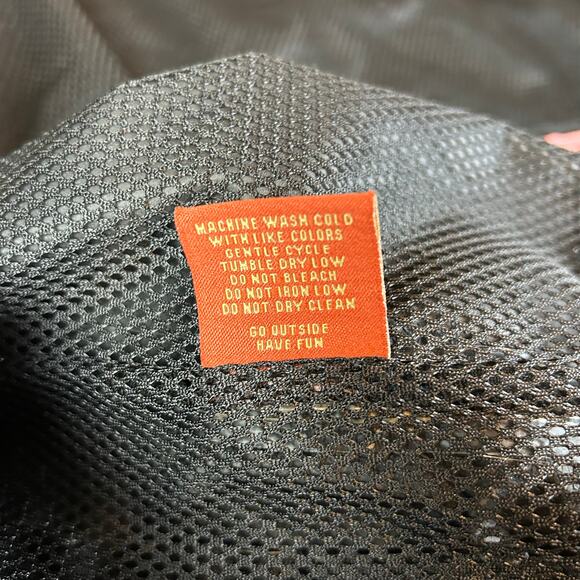 MACHINE WASH COLD
WITH LIKE COLORS
GENTLE CYCLE
TUMBLE DRY LOW
DO NOT BLEACH
DO NOT IRON LOW
DO NOT DRY CLEAN
GO OUTSIDE
HAVE FUN